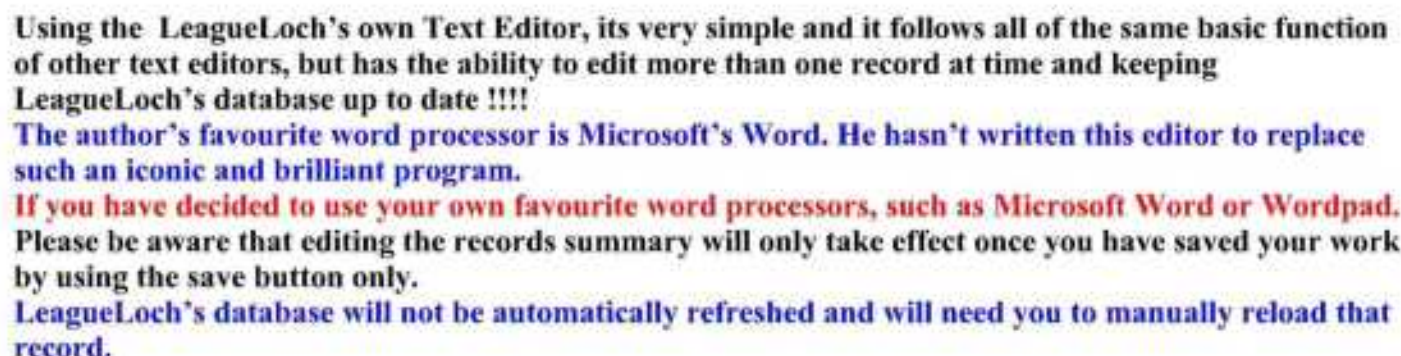 Using the LeagueLoch's own Text Editor, its very simple and it follows all of the same basic function
of other text editors, but has the ability to edit more than one record at time and keeping
LeagueLoch's database up to date !!!!
The author's favourite word processor is Microsoft's Word. He hasn't written this editor to replace
such an iconic and brilliant program.
If you have decided to use your own favourite word processors, such as Microsoft Word or Wordpad.
Please be aware that editing the records summary will only take effect once you have saved your work
by using the save button only.
LeagueLoch's database will not be automatically refreshed and will need you to manually reload that
record.